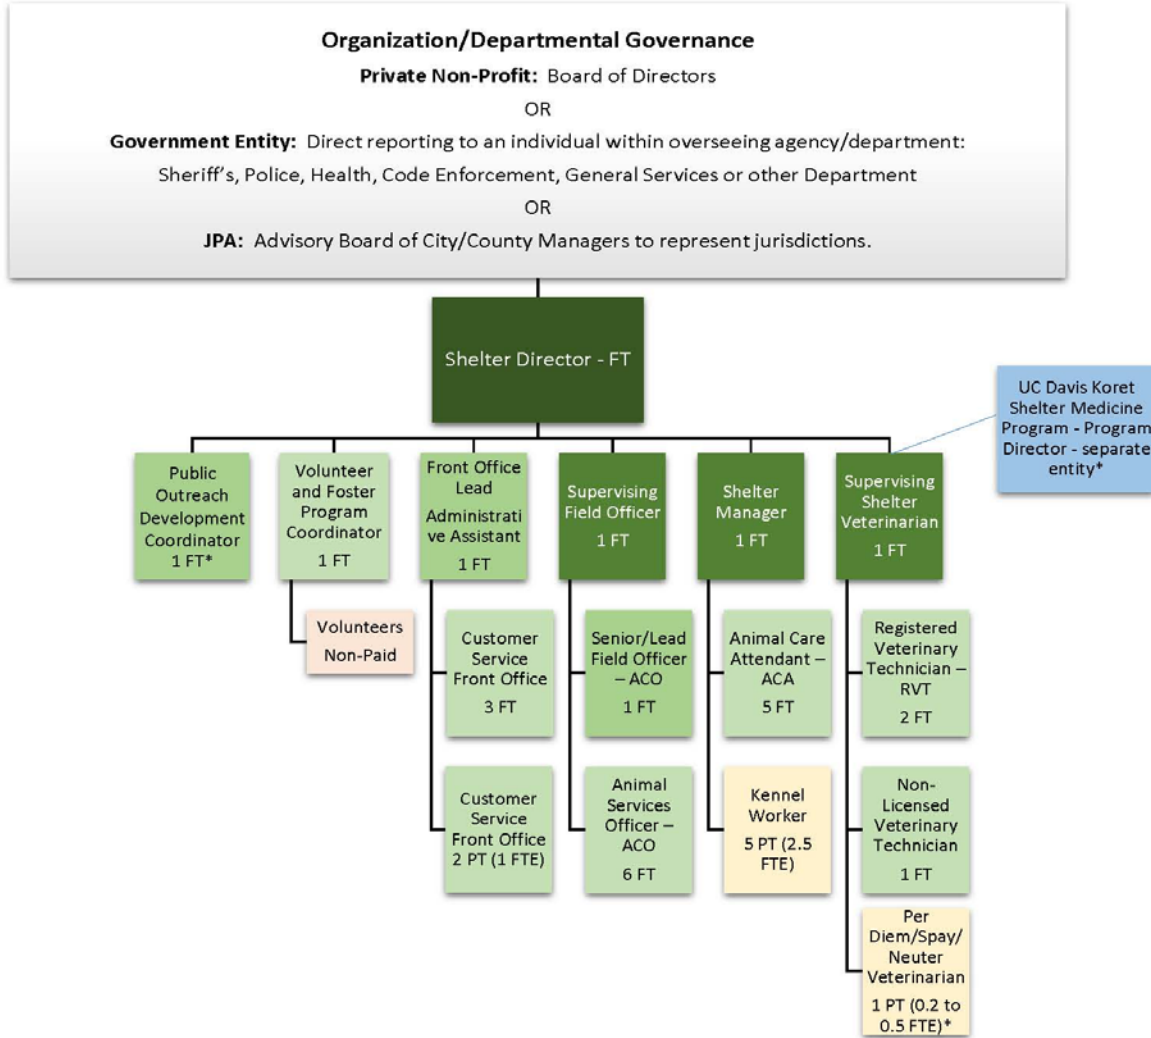 Organization/Departmental Governance
Private Non-Profit: Board of Directors
OR
Government Entity: Direct reporting to an individual within overseeing agency/department:
Sheriff's, Police, Health, Code Enforcement, General Services or other Department
OR
JPA: Advisory Board of City/County Managers to represent jurisdictions.
Shelter Director - FT
UC Davis Koret
Shelter Medicine
Program - Program
Director - separate
entity*
Public
Outreach
Development
Coordinator
1 FT*
Volunteer
and Foster
Program
Coordinator
1 FT
Front Office
Lead
Administrati
ve Assistant
1 FT
Supervising
Field Officer
1 FT
Shelter
Manager
1 FT
Supervising
Shelter
Veterinarian
1 FT
Volunteers
Non-Paid
Customer
Service
Front Office
3 FT
Senior/Lead
Field Officer
– ACO
1 FT
Animal Care
Attendant –
ACA
5 FT
Registered
Veterinary
Technician –
RVT
2 FT
Customer
Service
Front Office
2 PT (1 FTE)
Animal
Services
Officer –
ACO
6 FT
Kennel
Worker
5 PT (2.5
FTE)
Non-
Licensed
Veterinary
Technician
1 FT
Per
Diem/Spay/
Neuter
Veterinarian
1 PT (0.2 to
0.5 FTE)*